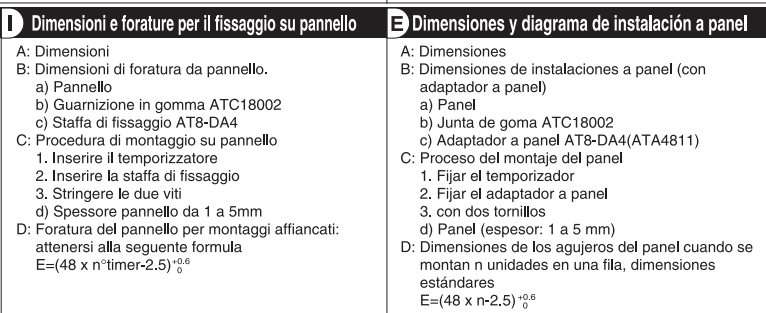 I Dimensioni e forature per il fissaggio su pannello
A: Dimensioni
B: Dimensioni di foratura da pannello.
a) Pannello
b) Guarnizione in gomma ATC18002
c) Staffa di fissaggio AT8-DA4
C: Procedura di montaggio su pannello
1. Inserire il temporizzatore
2. Inserire la staffa di fissaggio
3. Stringere le due viti
d) Spessore pannello da 1 a 5mm
D: Foratura del pannello per montaggi affiancati:
attenersi alla seguente formula
E=(48 x n°timer-2.5) +0.6 0
E Dimensiones y diagrama de instalación a panel
A: Dimensiones
B: Dimensiones de instalaciones a panel (con
adaptador a panel)
a) Panel
b) Junta de goma ATC18002
c) Adaptador a panel AT8-DA4(ATA4811)
C: Proceso del montaje del panel
1. Fijar el temporizador
2. Fijar el adaptador a panel
3. con dos tornillos
d) Panel (espesor: 1 a 5 mm)
D: Dimensiones de los agujeros del panel cuando se
montan n unidades en una fila, dimensiones
estándares
E=(48 x n-2.5) +0.6 0